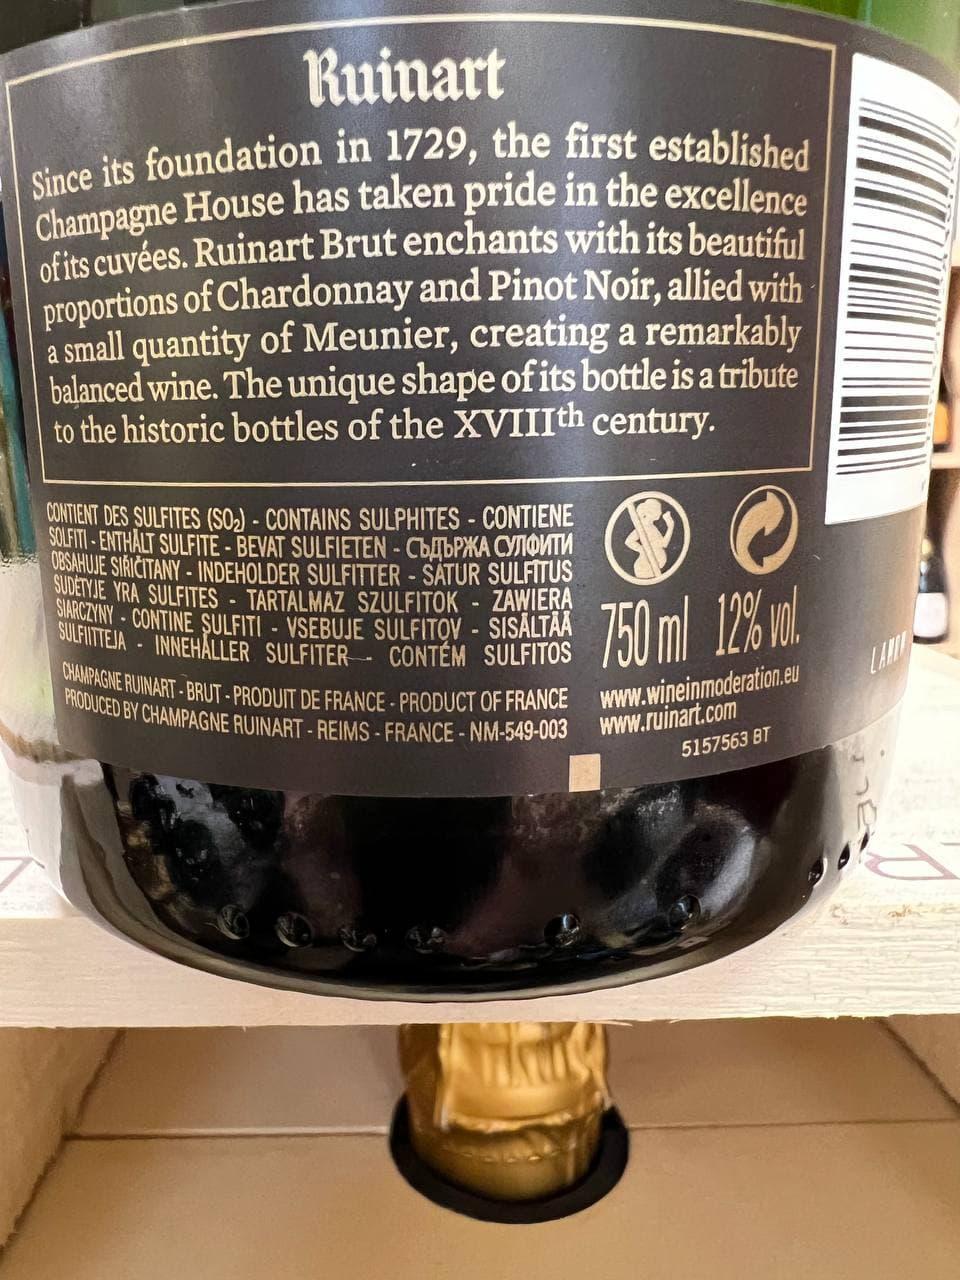 Ruinart
Since its foundation in 1729, the first established
Champagne House has taken pride in the excellence
of its cuvées. Ruinart Brut enchants with its beautiful
proportions of Chardonnay and Pinot Noir, allied with
a small quantity of Meunier, creating a remarkably
balanced wine. The unique shape of its bottle is a tribute
to the historic bottles of the XVIIIth century.
CONTIENT DES SULFITES (SO₂) - CONTAINS SULPHITES - CONTIENE
SOLFITI - ENTHÄLT SULFITE - BEVAT SULFIETEN - СЪДЪРЖА СУЛФИТИ
OBSAHUJE SIŘIČITANY - INDEHOLDER SULFITTER - SATUR SULFĪTUS
SUDĖTYJE YRA SULFITES - TARTALMAZ SZULFITOK - ZAWIERA
SIARCZYNY - CONTINE SULFITI - VSEBUJE SULFITOV - SISÄLTÄÄ
SULFIITTEJA - INNEHÅLLER SULFITER - CONTÉM SULFITOS
CHAMPAGNE RUINART - BRUT - PRODUIT DE FRANCE - PRODUCT OF FRANCE
PRODUCED BY CHAMPAGNE RUINART - REIMS - FRANCE - NM-549-003
750 ml 12% vol.
www.wineinmoderation.eu
www.ruinart.com
5157563 BT